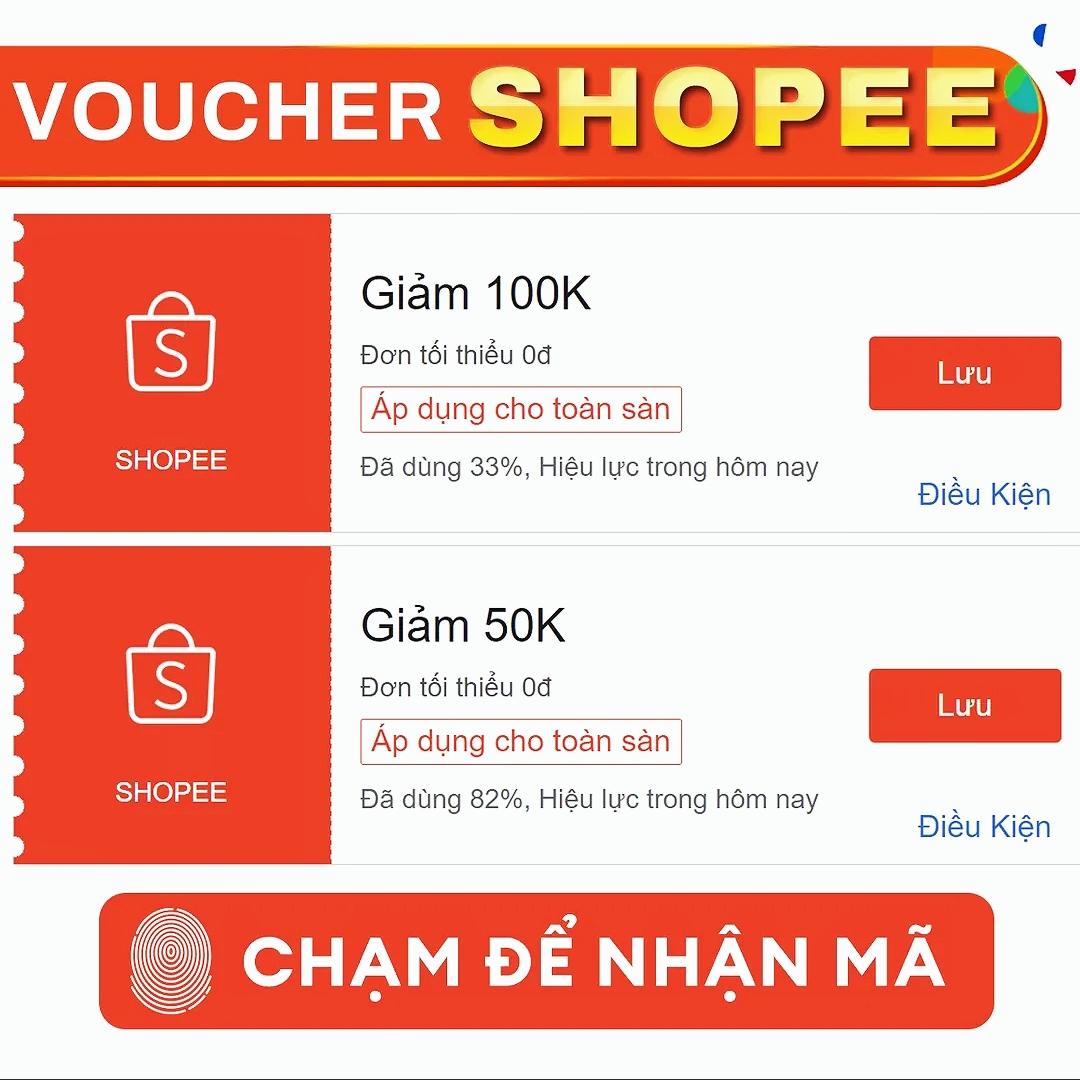 VOUCHER SHOPEE
Giảm 100K
Đơn tối thiểu 0đ
Áp dụng cho toàn sàn
Đã dùng 33%, Hiệu lực trong hôm nay
Lưu
Điều Kiện
S
SHOPEE
Giảm 50K
Đơn tối thiểu 0đ
Áp dụng cho toàn sàn
Đã dùng 82%, Hiệu lực trong hôm nay
Lưu
Điều Kiện
S
SHOPEE
CHẠM ĐỂ NHẬN MÃ